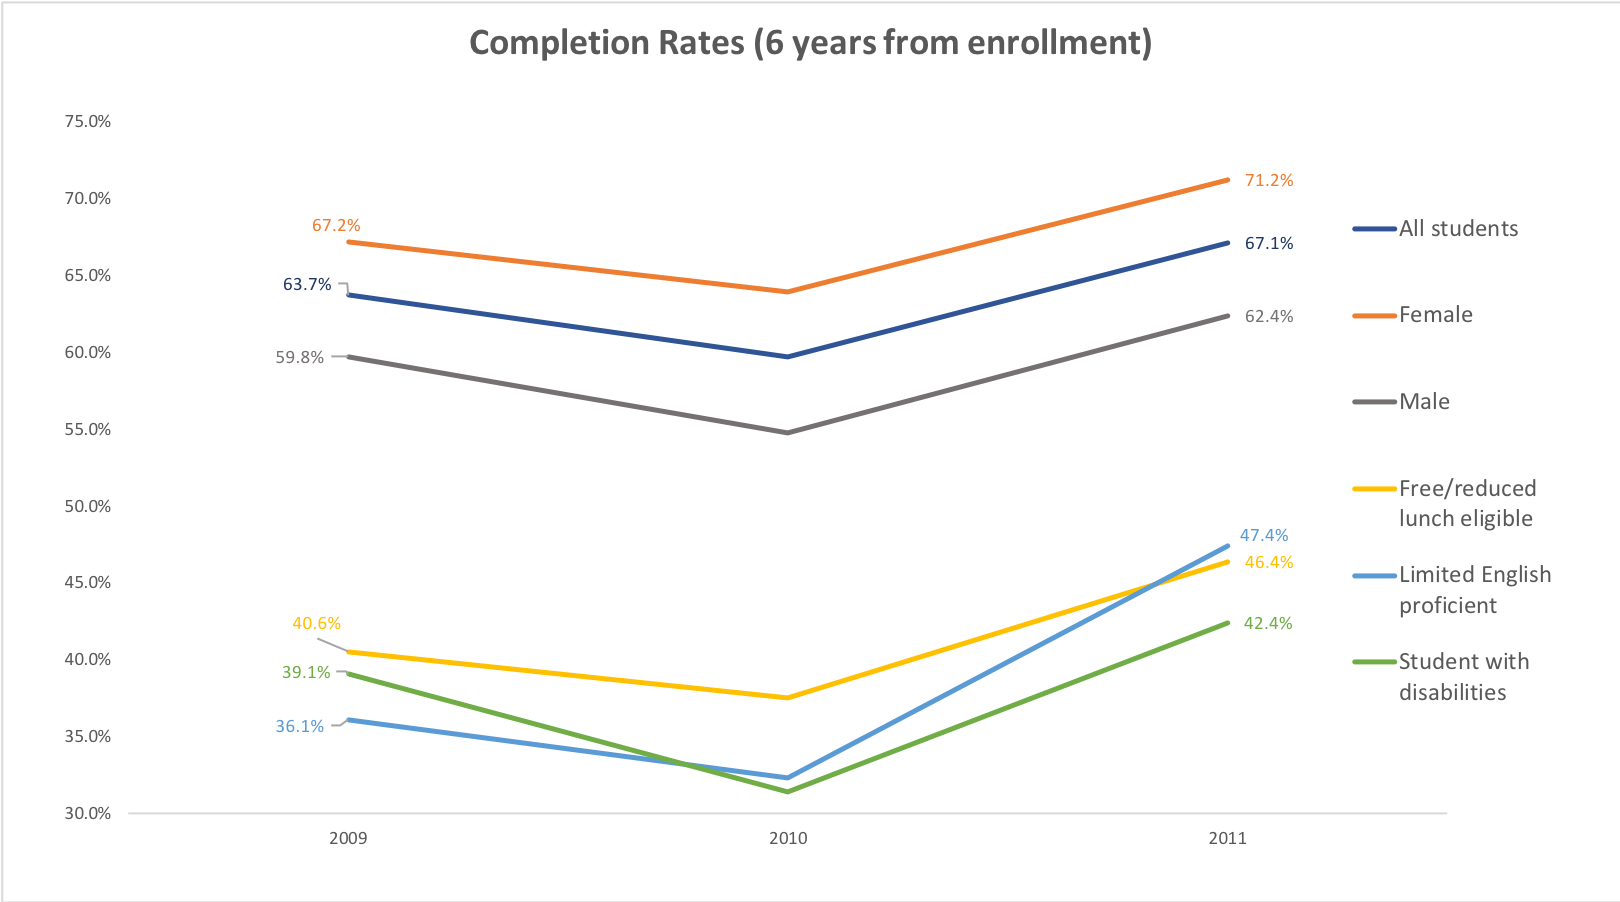 Completion Rates (6 years from enrollment)
75.0%
70.0%
65.0%
60.0%
55.0%
50.0%
45.0%
40.0%
35.0%
30.0%
67.2%
63.7%
59.8%
40.6%
39.1%
36.1%
71.2%
67.1%
62.4%
47.4%
46.4%
42.4%
2009
2010
2011
All students
Female
Male
Free/reduced
lunch eligible
Limited English
proficient
Student with
disabilities